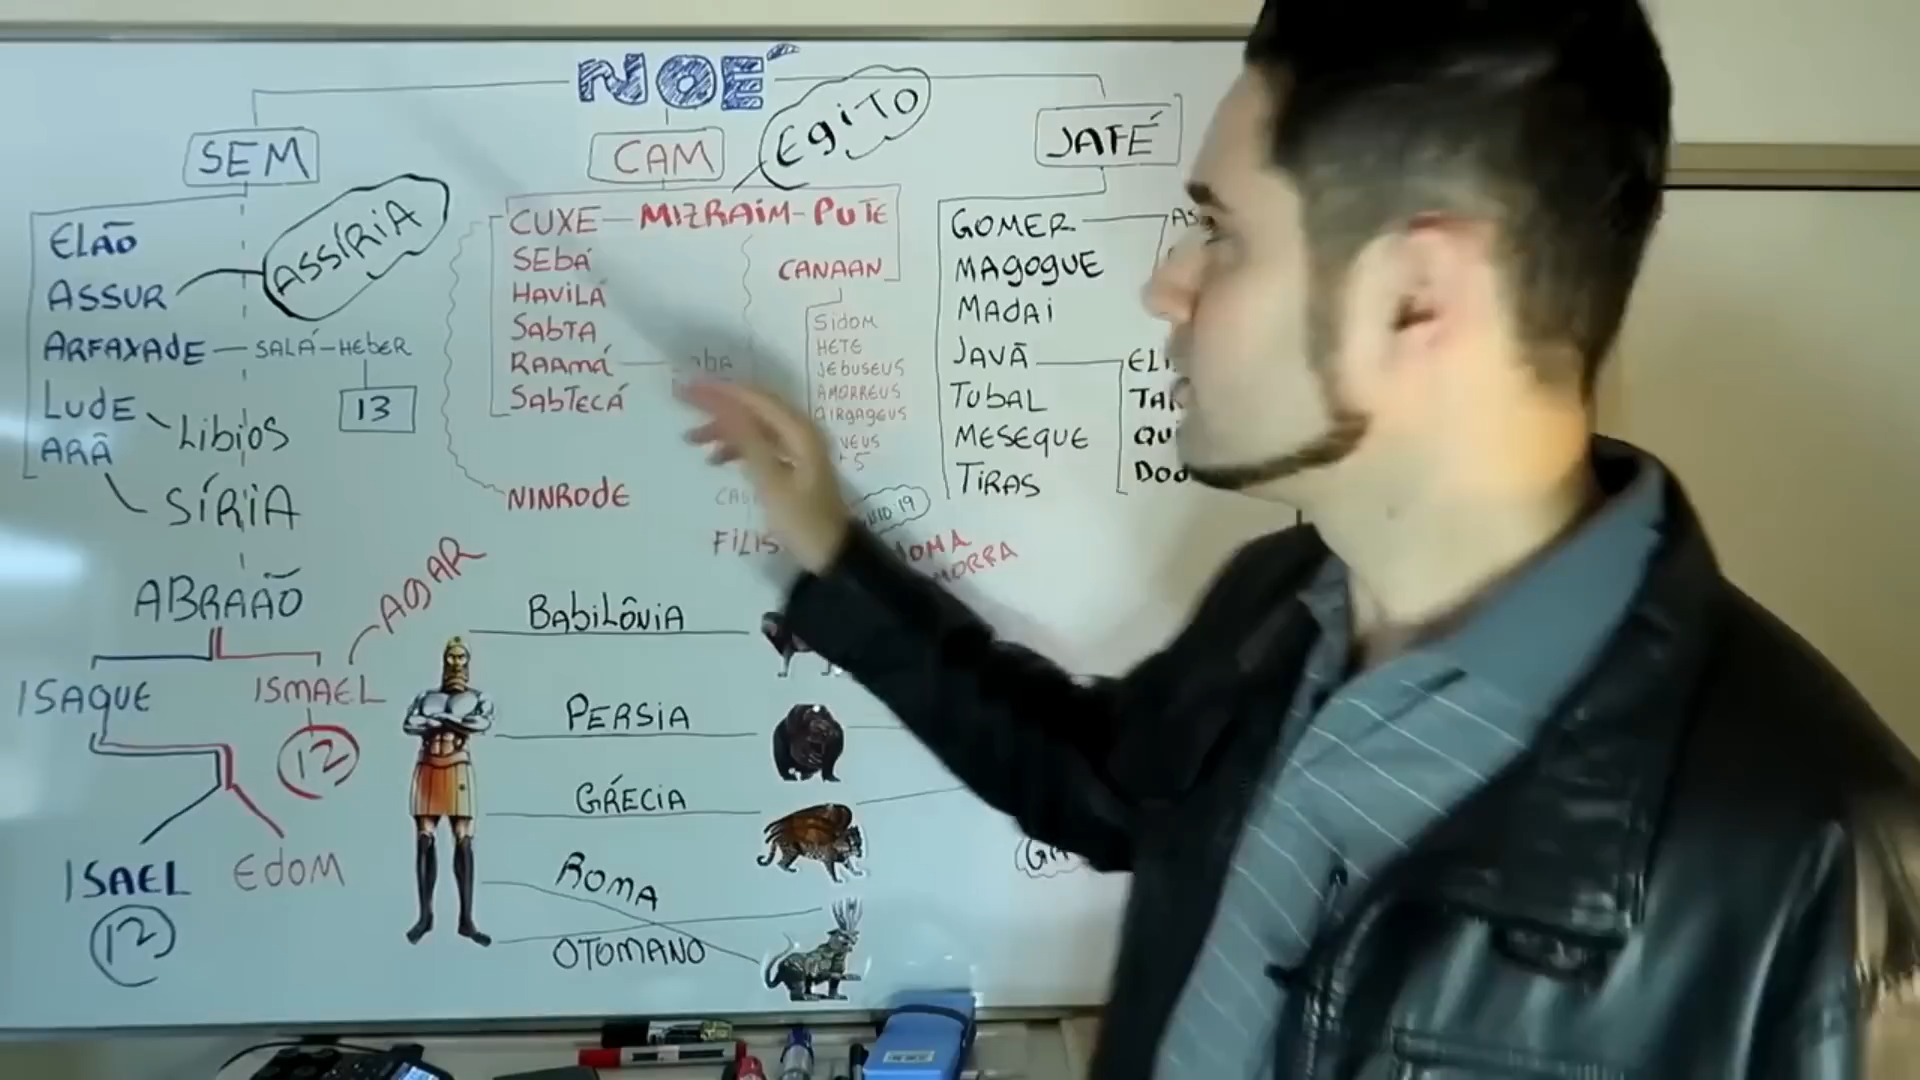 NOÉ
SEM
CAM
EGITO
JAFÉ
ELÃO
ASSUR
ASSÍRIA
ARFAXADE — SALÁ — HEBER
13
LUDE
LIBIOS
ARÃ
SÍRIA
CUXE — MIZRAIM - PUTE
SEBÁ
HAVILÁ
SABTA
RAAMÁ
SABTECÁ
NINRODE
CANAAN
SIDOM
HETE
JEBUSEUS
AMORREUS
GIRGAGEUS
GOMER
MAGOGUE
MADAI
JAVÃ
TUBAL
MESEQUE
TIRAS
ABRAÃO
AGAR
ISAQUE
ISMAEL
12
ISAEL
EDOM
12
BABILÔNIA
PERSIA
GRÉCIA
ROMA
OTOMANO